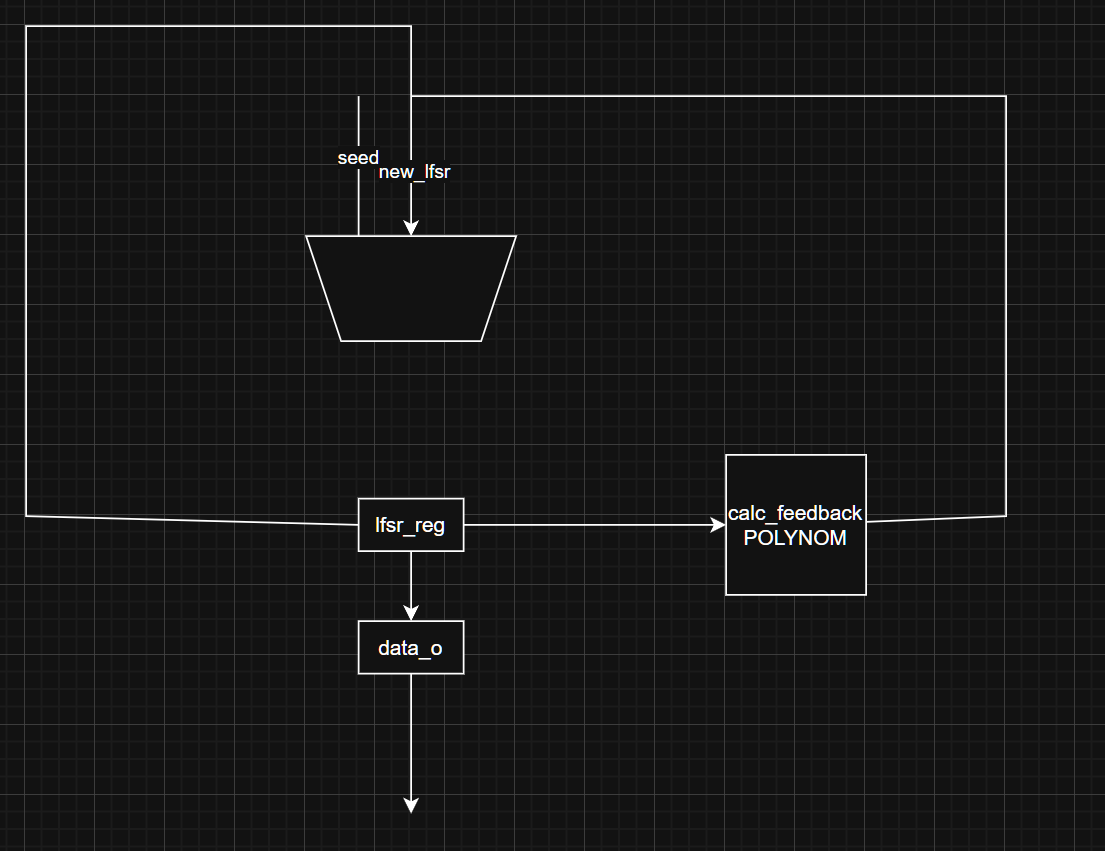 seed
new_lfsr
lfsr_reg
calc_feedback
POLYNOM
data_o